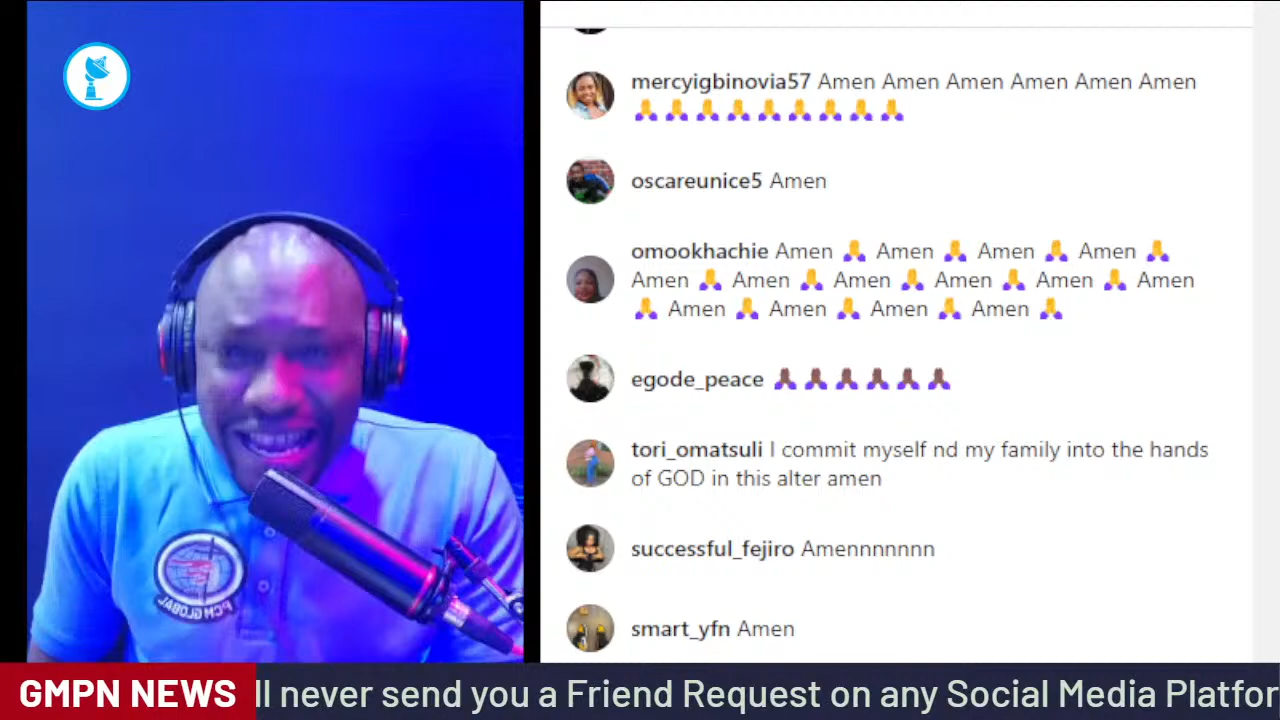 mercyigbinovia57 Amen Amen Amen Amen Amen Amen
🙏🙏🙏🙏🙏🙏🙏🙏🙏
oscareunice5 Amen
omookhachie Amen 🙏 Amen 🙏 Amen 🙏 Amen 🙏
Amen 🙏 Amen 🙏 Amen 🙏 Amen 🙏 Amen 🙏 Amen
🙏 Amen 🙏 Amen 🙏 Amen 🙏 Amen 🙏
egode_peace 🙏🏿🙏🏿🙏🏿🙏🏿🙏🏿🙏🏿
tori_omatsuli I commit myself nd my family into the hands
of GOD in this alter amen
successful_fejiro Amennnnnnn
smart_yfn Amen
PCH GLOBAL
GMPN NEWS ll never send you a Friend Request on any Social Media Platfor